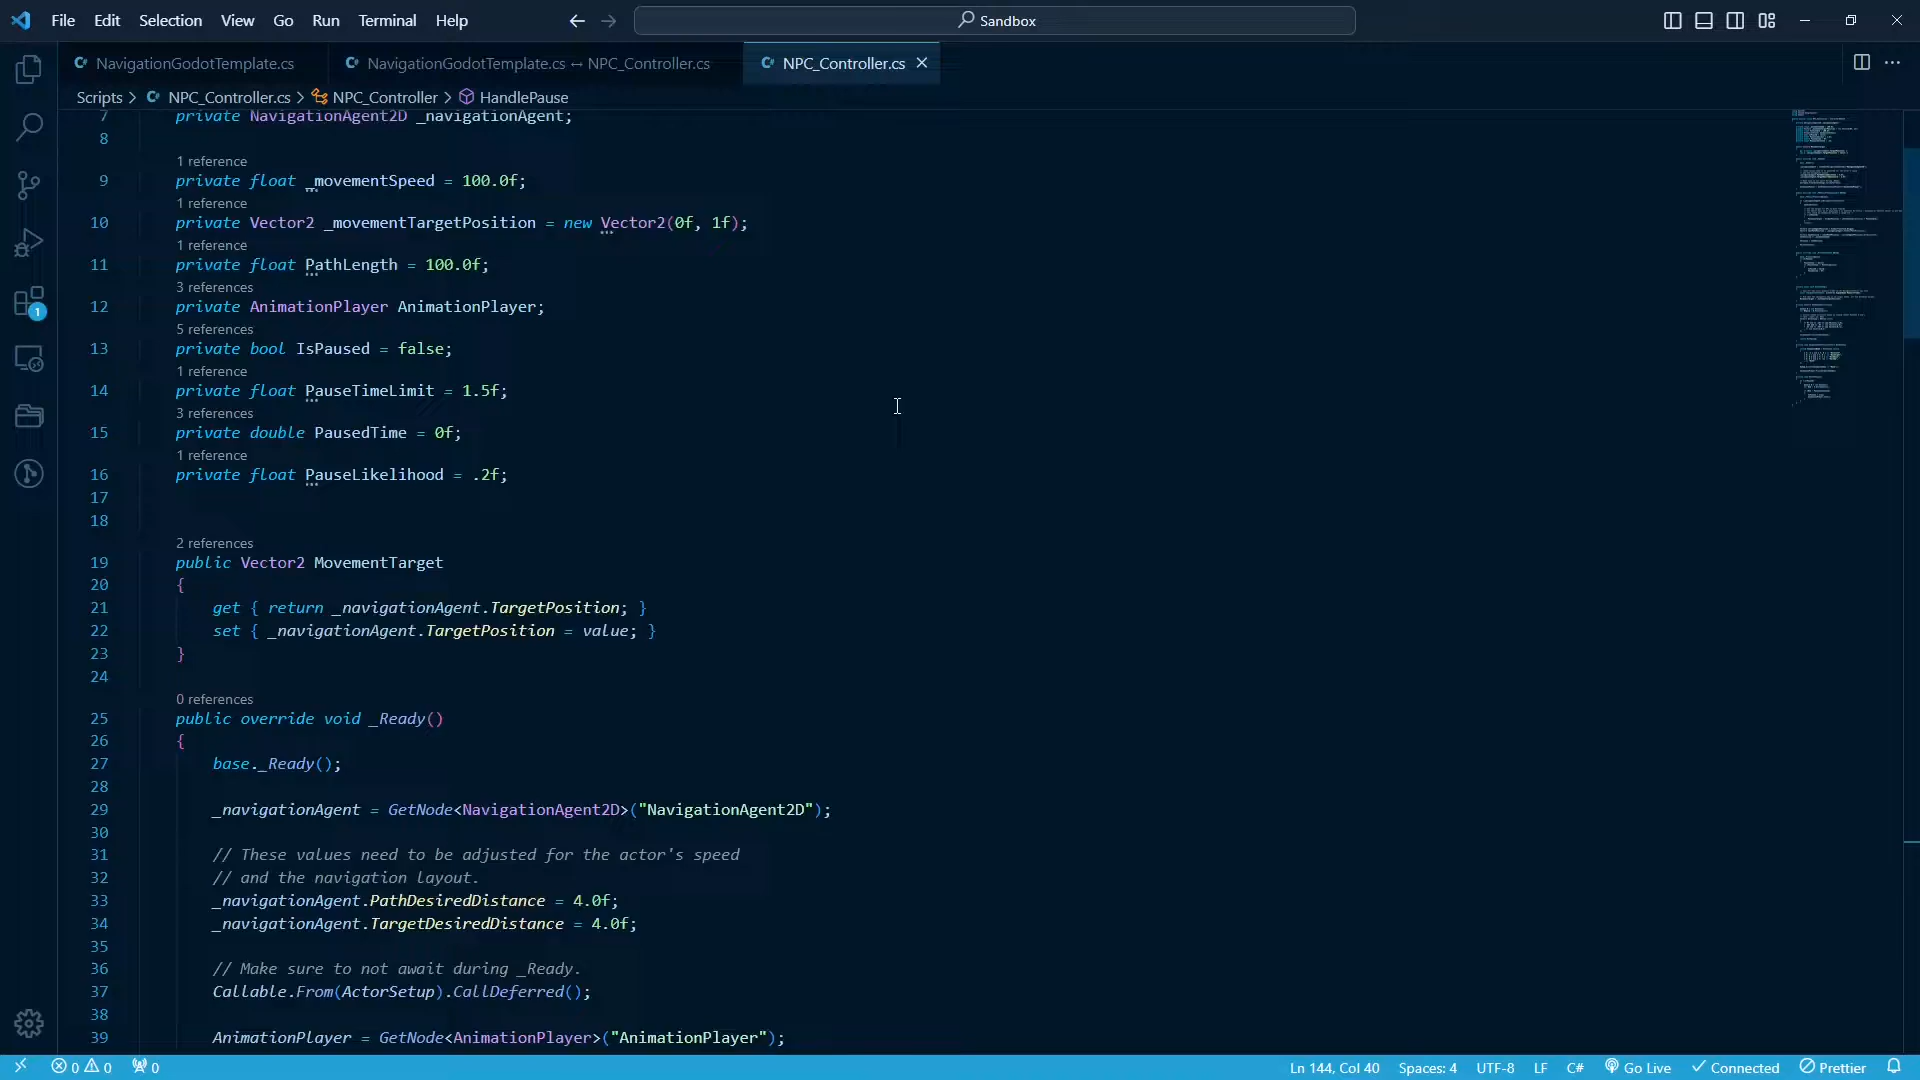 File Edit Selection View Go Run Terminal Help Sandbox
NavigationGodotTemplate.cs NavigationGodotTemplate.cs ↔ NPC_Controller.cs NPC_Controller.cs
Scripts > NPC_Controller.cs > NPC_Controller > HandlePause
7 private NavigationAgent2D _navigationAgent;
8
1 reference
9 private float _movementSpeed = 100.0f;
1 reference
10 private Vector2 _movementTargetPosition = new Vector2(0f, 1f);
1 reference
11 private float PathLength = 100.0f;
3 references
12 private AnimationPlayer AnimationPlayer;
5 references
13 private bool IsPaused = false;
1 reference
14 private float PauseTimeLimit = 1.5f;
3 references
15 private double PausedTime = 0f;
1 reference
16 private float PauseLikelihood = .2f;
17
18
2 references
19 public Vector2 MovementTarget
20 {
21 get { return _navigationAgent.TargetPosition; }
22 set { _navigationAgent.TargetPosition = value; }
23 }
24
0 references
25 public override void _Ready()
26 {
27 base._Ready();
28
29 _navigationAgent = GetNode<NavigationAgent2D>("NavigationAgent2D");
30
31 // These values need to be adjusted for the actor's speed
32 // and the navigation layout.
33 _navigationAgent.PathDesiredDistance = 4.0f;
34 _navigationAgent.TargetDesiredDistance = 4.0f;
35
36 // Make sure to not await during _Ready.
37 Callable.From(ActorSetup).CallDeferred();
38
39 AnimationPlayer = GetNode<AnimationPlayer>("AnimationPlayer");
1
0 0 0 Ln 144, Col 40 Spaces: 4 UTF-8 LF C# Go Live Connected Prettier